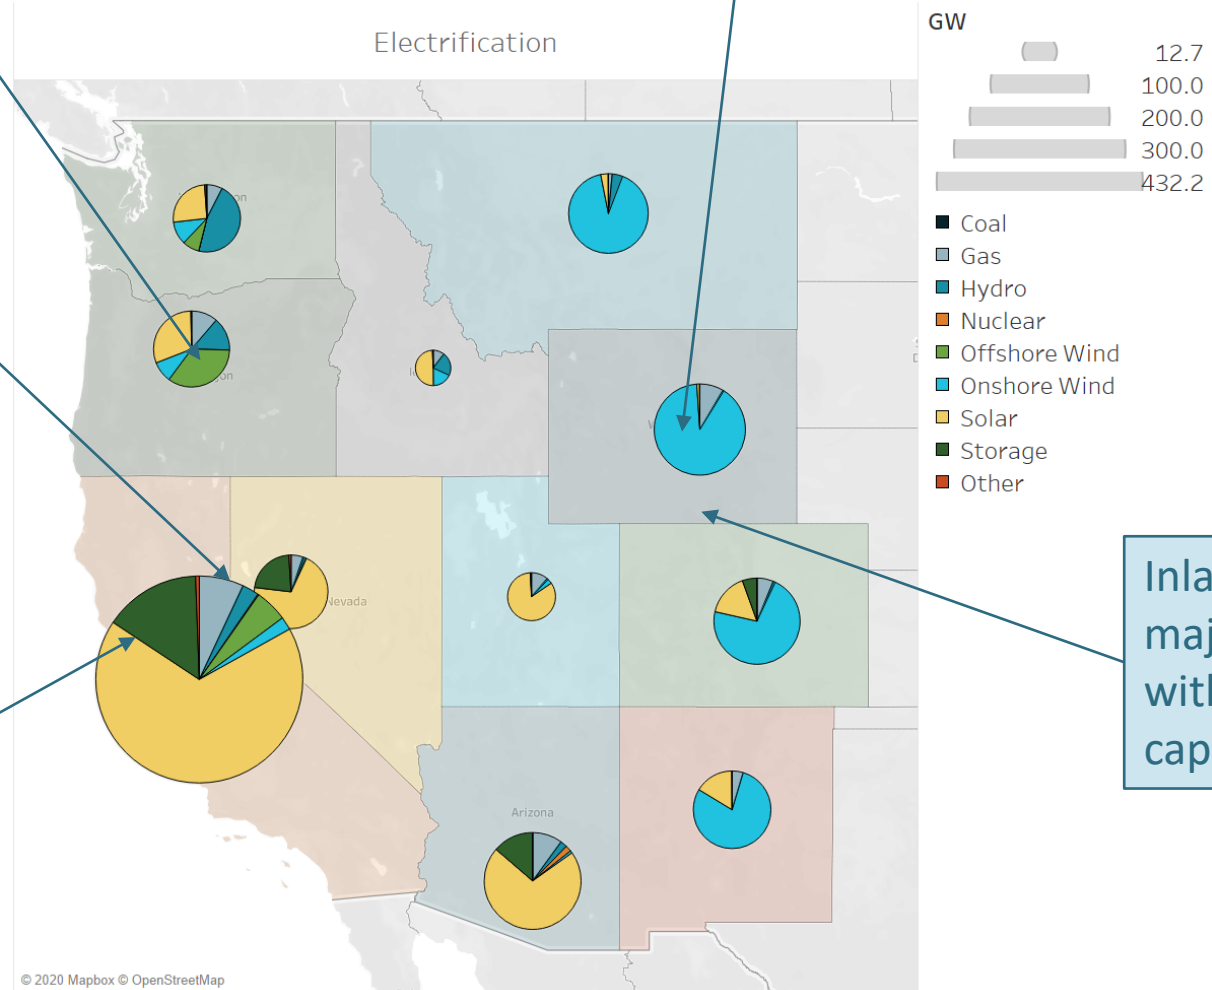 Electrification
GW
12.7
100.0
200.0
300.0
432.2
Coal
Gas
Hydro
Nuclear
Offshore Wind
Onshore Wind
Solar
Storage
Other
Nevada
Arizona
Inla
maj
with
cap
© 2020 Mapbox © OpenStreetMap